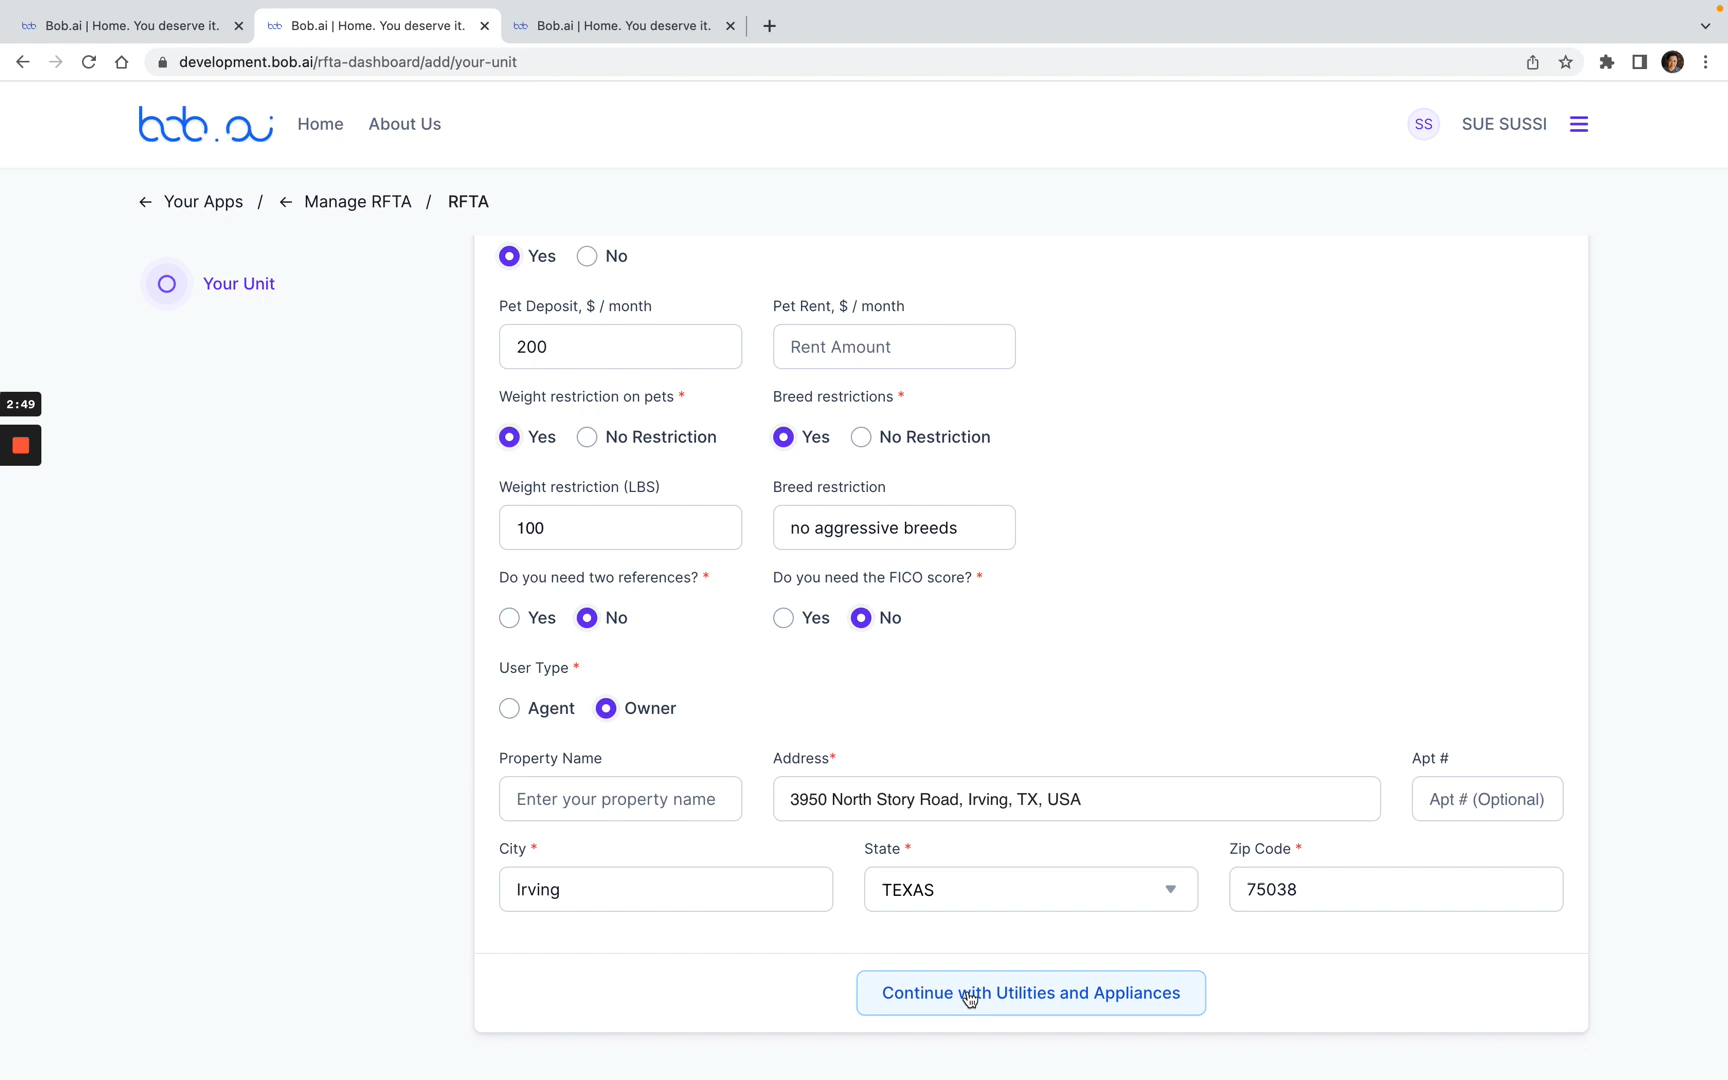 Bob.ai | Home. You deserve it.
Bob.ai | Home. You deserve it.
Bob.ai | Home. You deserve it.
development.bob.ai/rfta-dashboard/add/your-unit
bob.ai
Home
About Us
SS
SUE SUSSI
Your Apps / Manage RFTA / RFTA
Your Unit
Yes
No
Pet Deposit, $ / month
Pet Rent, $ / month
200
Rent Amount
Weight restriction on pets *
Breed restrictions *
2:49
Yes
No Restriction
Yes
No Restriction
Weight restriction (LBS)
Breed restriction
100
no aggressive breeds
Do you need two references? *
Do you need the FICO score? *
Yes
No
Yes
No
User Type *
Agent
Owner
Property Name
Address*
Apt #
Enter your property name
3950 North Story Road, Irving, TX, USA
Apt # (Optional)
City *
State *
Zip Code *
Irving
TEXAS
75038
Continue with Utilities and Appliances